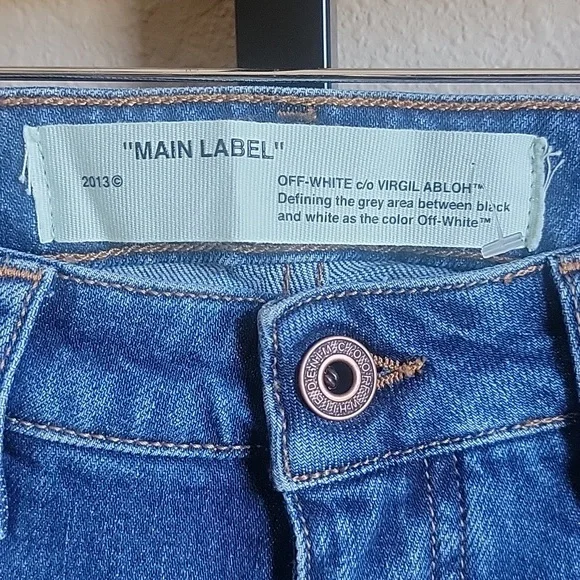 "MAIN LABEL"
2013©
OFF-WHITE c/o VIRGIL ABLOH™
Defining the grey area between black
and white as the color Off-White™